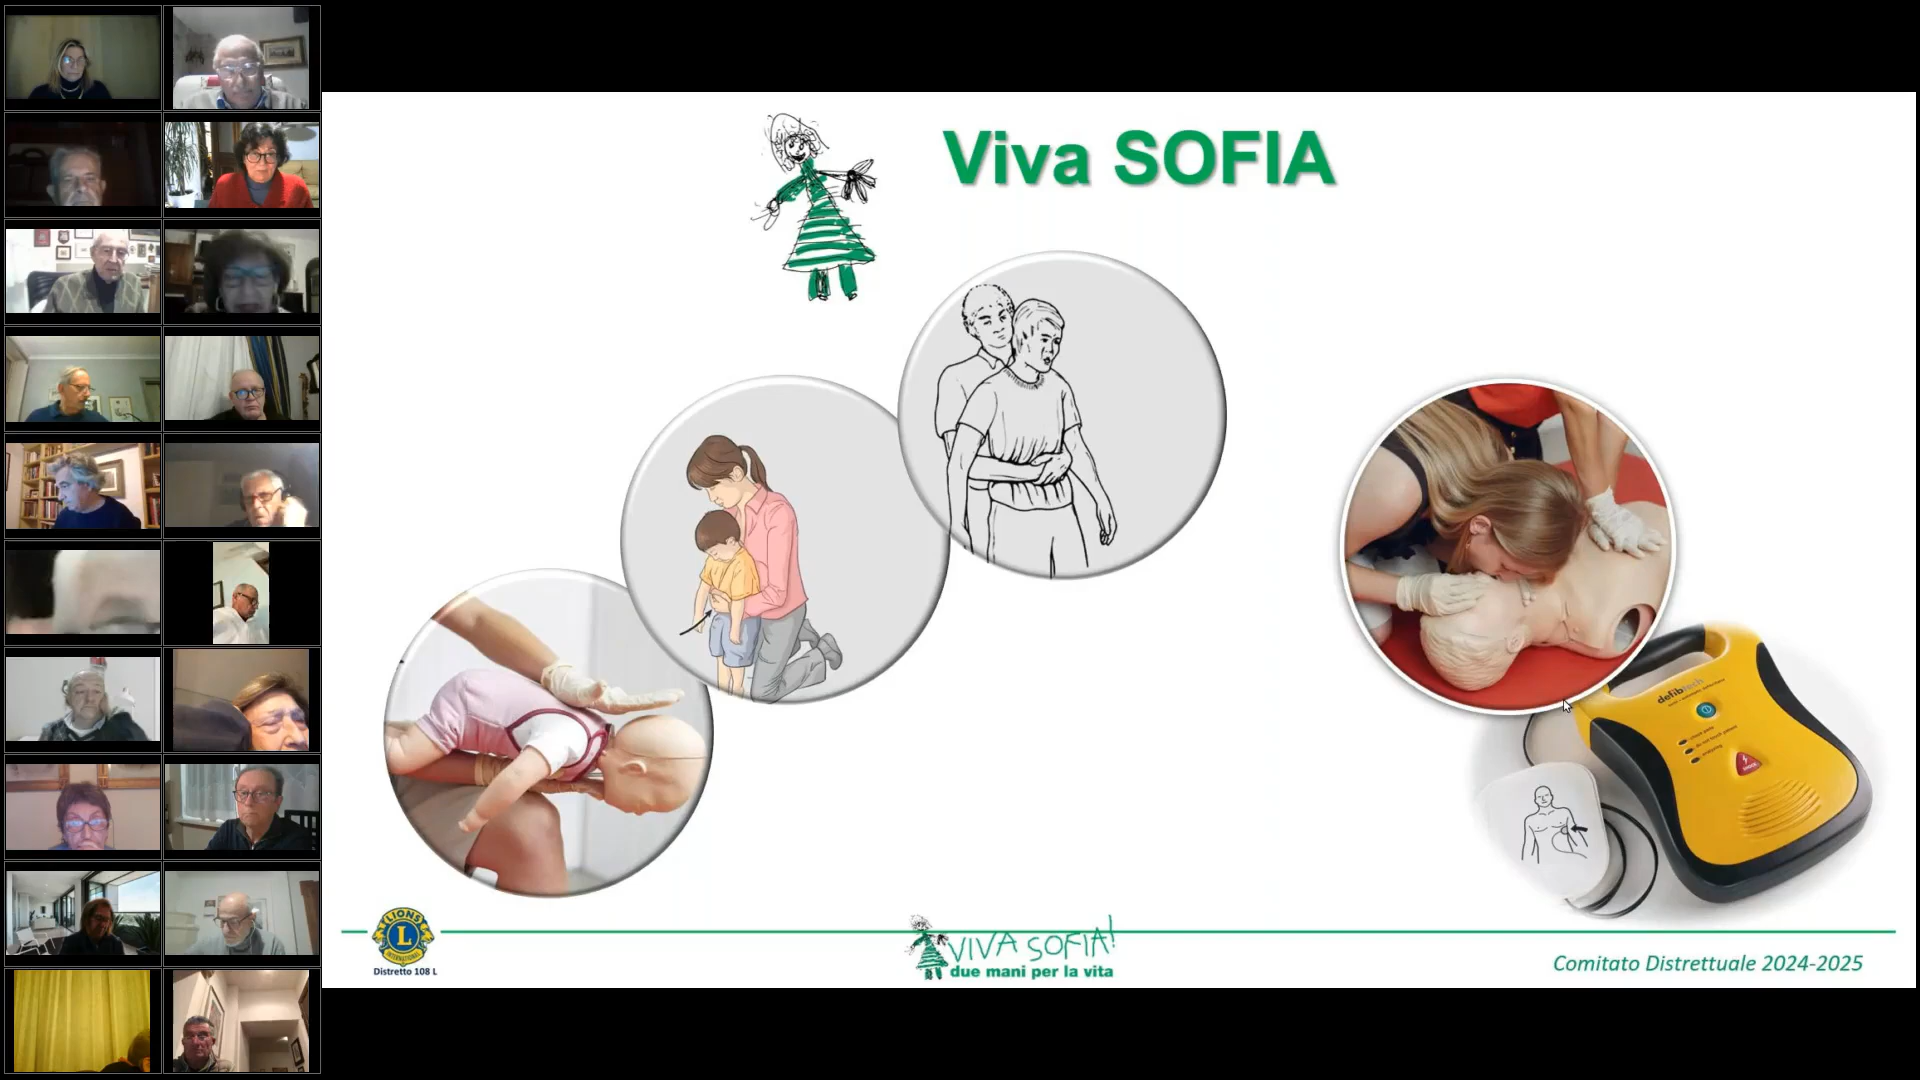 Viva SOFIA
defibtech
LIONS
L
INTERNATIONAL
Distretto 108 L
VIVA SOFIA!
due mani per la vita
Comitato Distrettuale 2024-2025